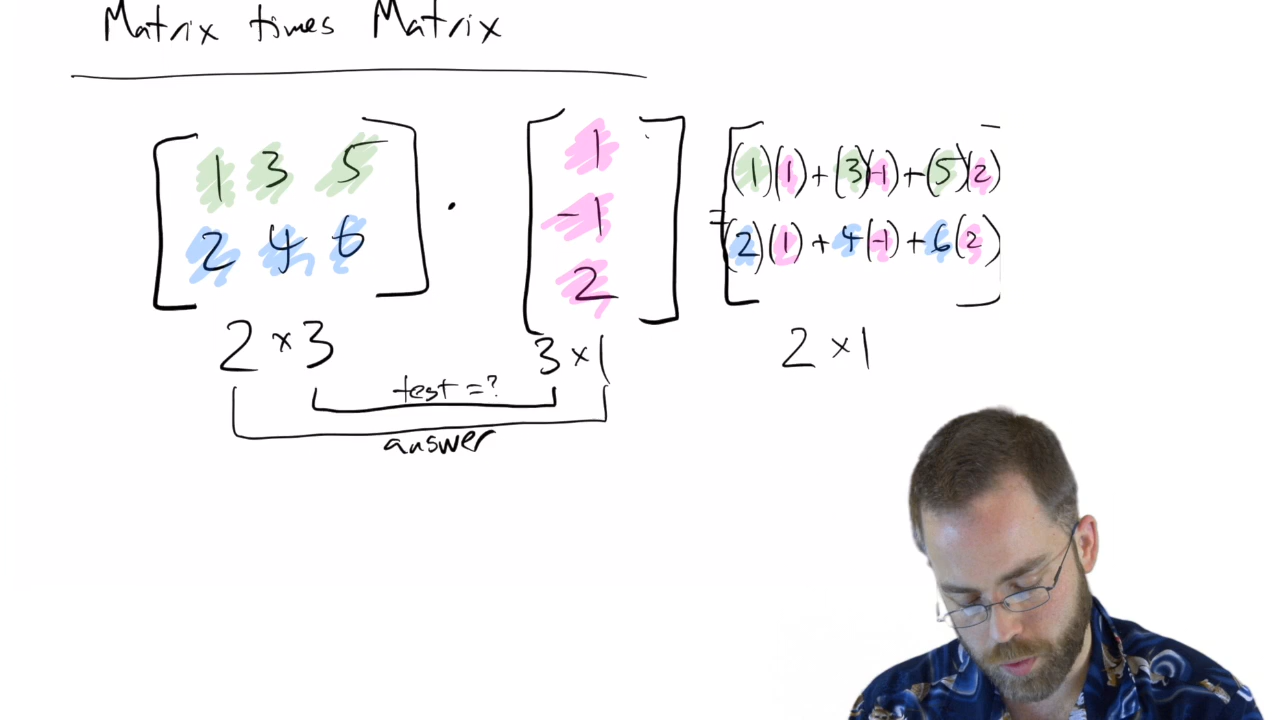 Matrix times Matrix
1 3 5
2 4 6
·
1
-1
2
=
(1)(1)+(3)(-1)+(5)(2)
(2)(1)+4(-1)+6(2)
2×3
3×1
2×1
test =?
answer